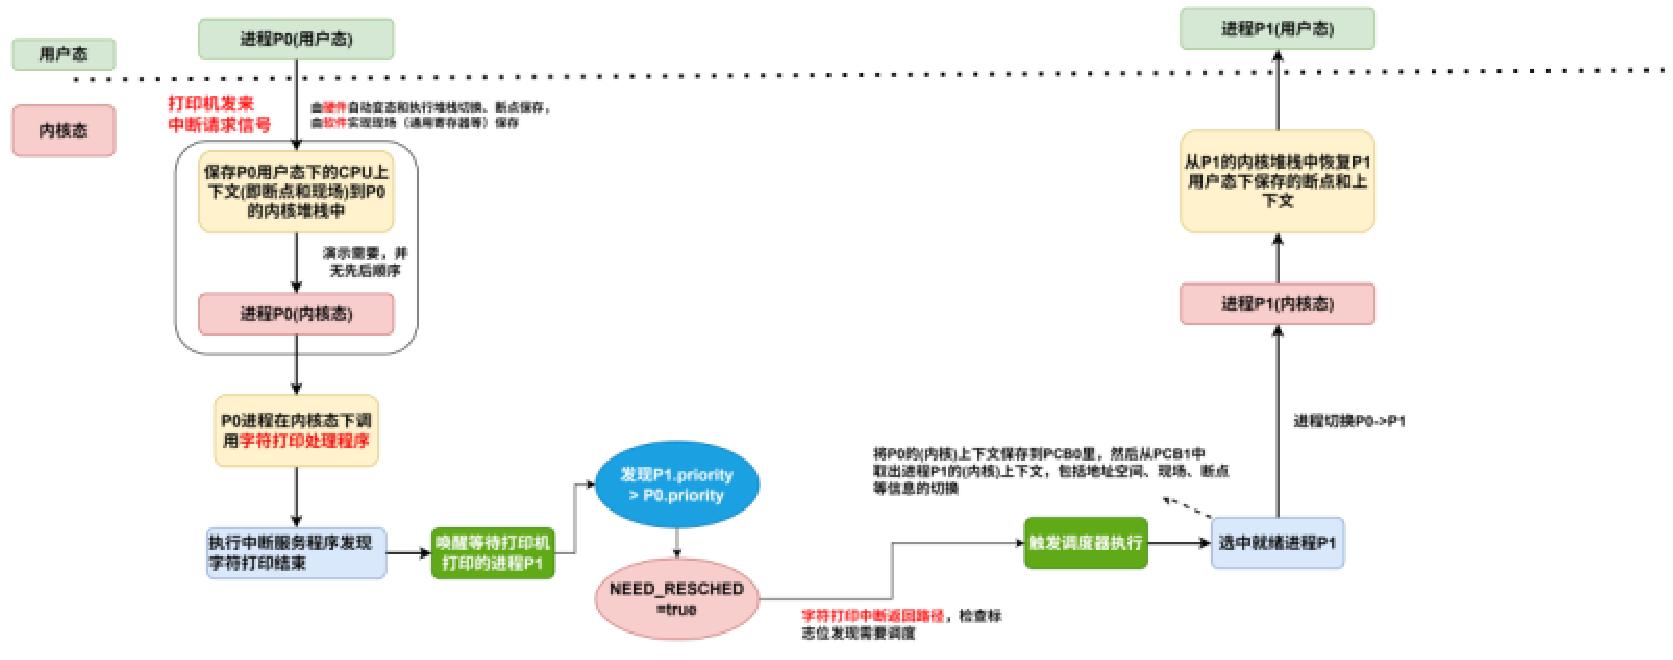 用户态
内核态
进程P0(用户态)
打印机发来
中断请求信号
由硬件自动变态和执行堆栈切换、断点保存，
由软件实现现场（通用寄存器等）保存
保存P0用户态下的CPU上
下文(即断点和现场)到P0
的内核堆栈中
演示需要，并
无先后顺序
进程P0(内核态)
P0进程在内核态下调
用字符打印处理程序
执行中断服务程序发现
字符打印结束
唤醒等待打印机
打印的进程P1
发现P1.priority
> P0.priority
NEED_RESCHED
=true
字符打印中断返回路径，检查标
志位发现需要调度
触发调度器执行
选中就绪进程P1
将P0的(内核)上下文保存到PCB0里，然后从PCB1中
取出进程P1的(内核)上下文，包括地址空间、现场、断点
等信息的切换
进程切换P0->P1
进程P1(内核态)
从P1的内核堆栈中恢复P1
用户态下保存的断点和上
下文
进程P1(用户态)